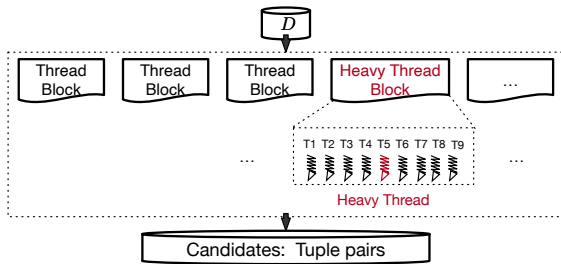 D
Thread
Block
Thread
Block
Thread
Block
Heavy Thread
Block
...
T1 T2 T3 T4 T5 T6 T7 T8 T9
...
...
Heavy Thread
Candidates: Tuple pairs